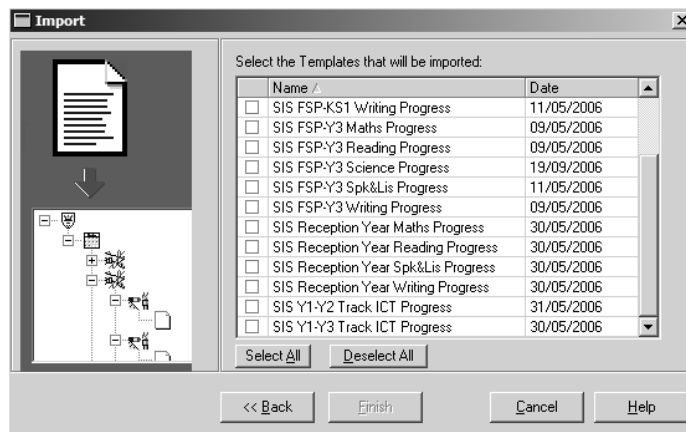 Import
Select the Templates that will be imported:
Name Date
SIS FSP-KS1 Writing Progress 11/05/2006
SIS FSP-Y3 Maths Progress 09/05/2006
SIS FSP-Y3 Reading Progress 09/05/2006
SIS FSP-Y3 Science Progress 19/09/2006
SIS FSP-Y3 Spk&Lis Progress 11/05/2006
SIS FSP-Y3 Writing Progress 09/05/2006
SIS Reception Year Maths Progress 30/05/2006
SIS Reception Year Reading Progress 30/05/2006
SIS Reception Year Spk&Lis Progress 30/05/2006
SIS Reception Year Writing Progress 30/05/2006
SIS Y1-Y2 Track ICT Progress 31/05/2006
SIS Y1-Y3 Track ICT Progress 30/05/2006
Select All Deselect All
<< Back Finish Cancel Help